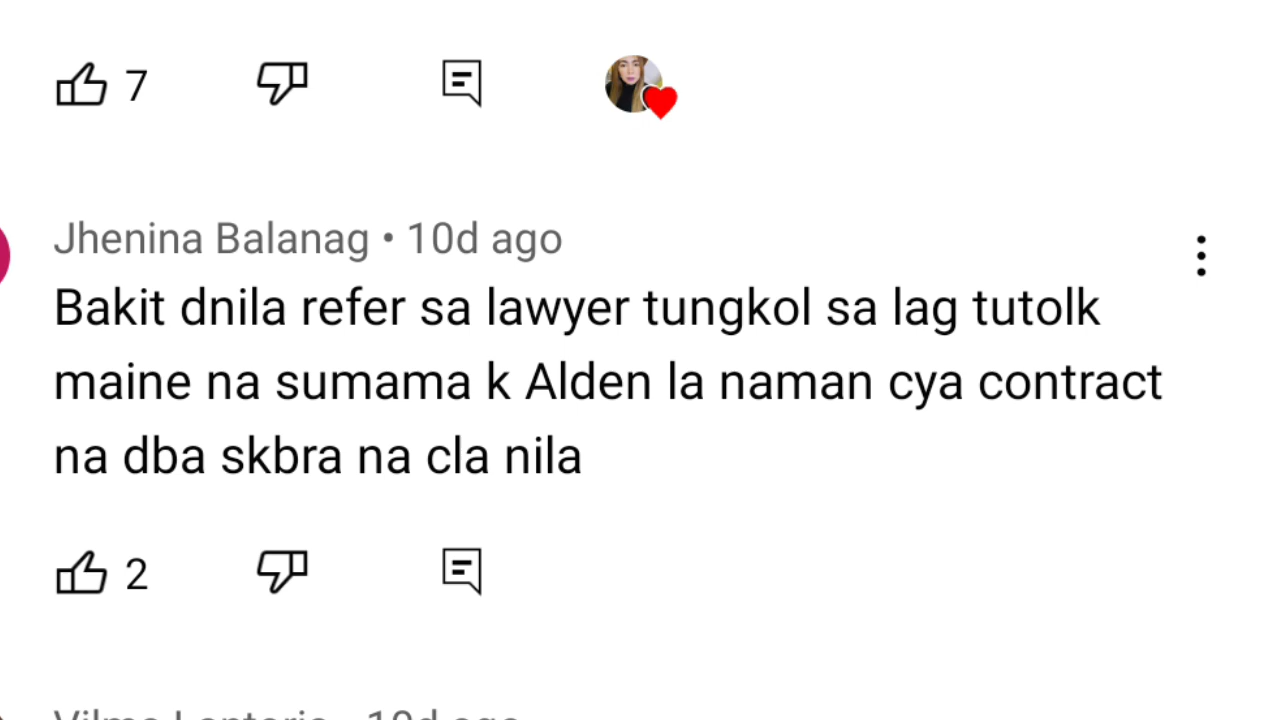 7
Jhenina Balanag • 10d ago
Bakit dnila refer sa lawyer tungkol sa lag tutolk
maine na sumama k Alden la naman cya contract
na dba skbra na cla nila
2